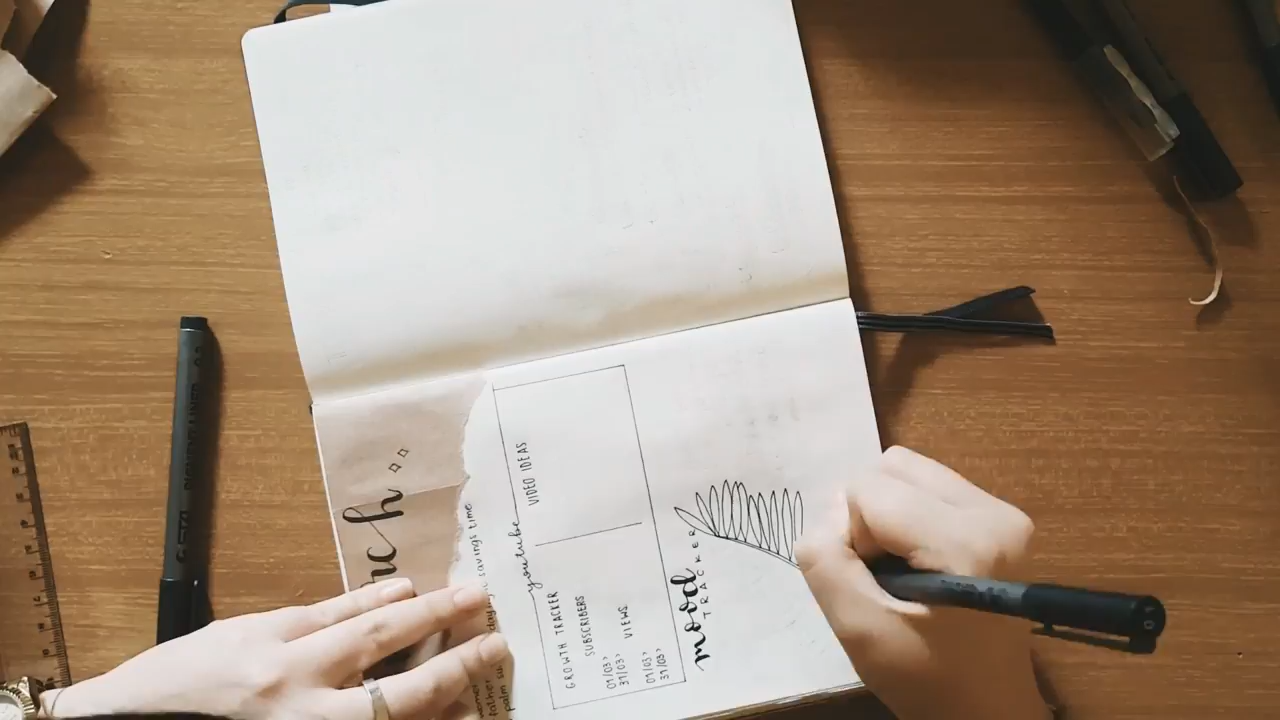 ch
savings time
youtube
GROWTH TRACKER
SUBSCRIBERS
01/03>
31/03>
VIEWS
01/03>
31/03>
VIDEO IDEAS
mood
TRACKER